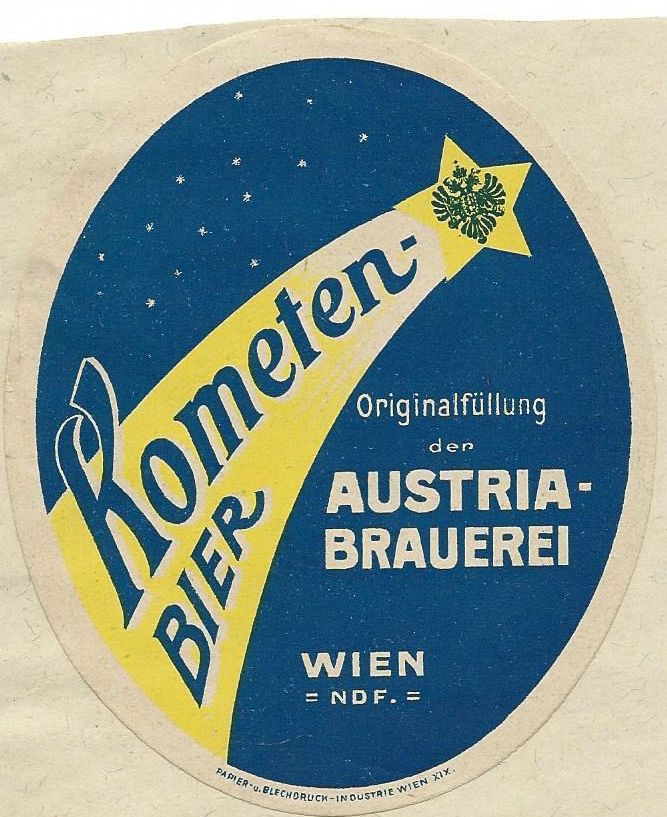 Kometen-
BIER
Originalfüllung
der
AUSTRIA-
BRAUEREI
WIEN
= NDF. =
PAPIER- u. BLECHDRUCK-INDUSTRIE WIEN XIX.